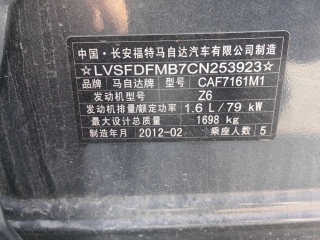 中国·长安福特马自达汽车有限公司制造
☆LVSFDFMB7CN253923☆
品牌 马自达牌 型号 CAF7161M1
发动机型号 Z6
发动机排量/额定功率 1.6 L/79 kW
最大设计总质量 1698 kg
制造年月 2012-02 乘座人数 5